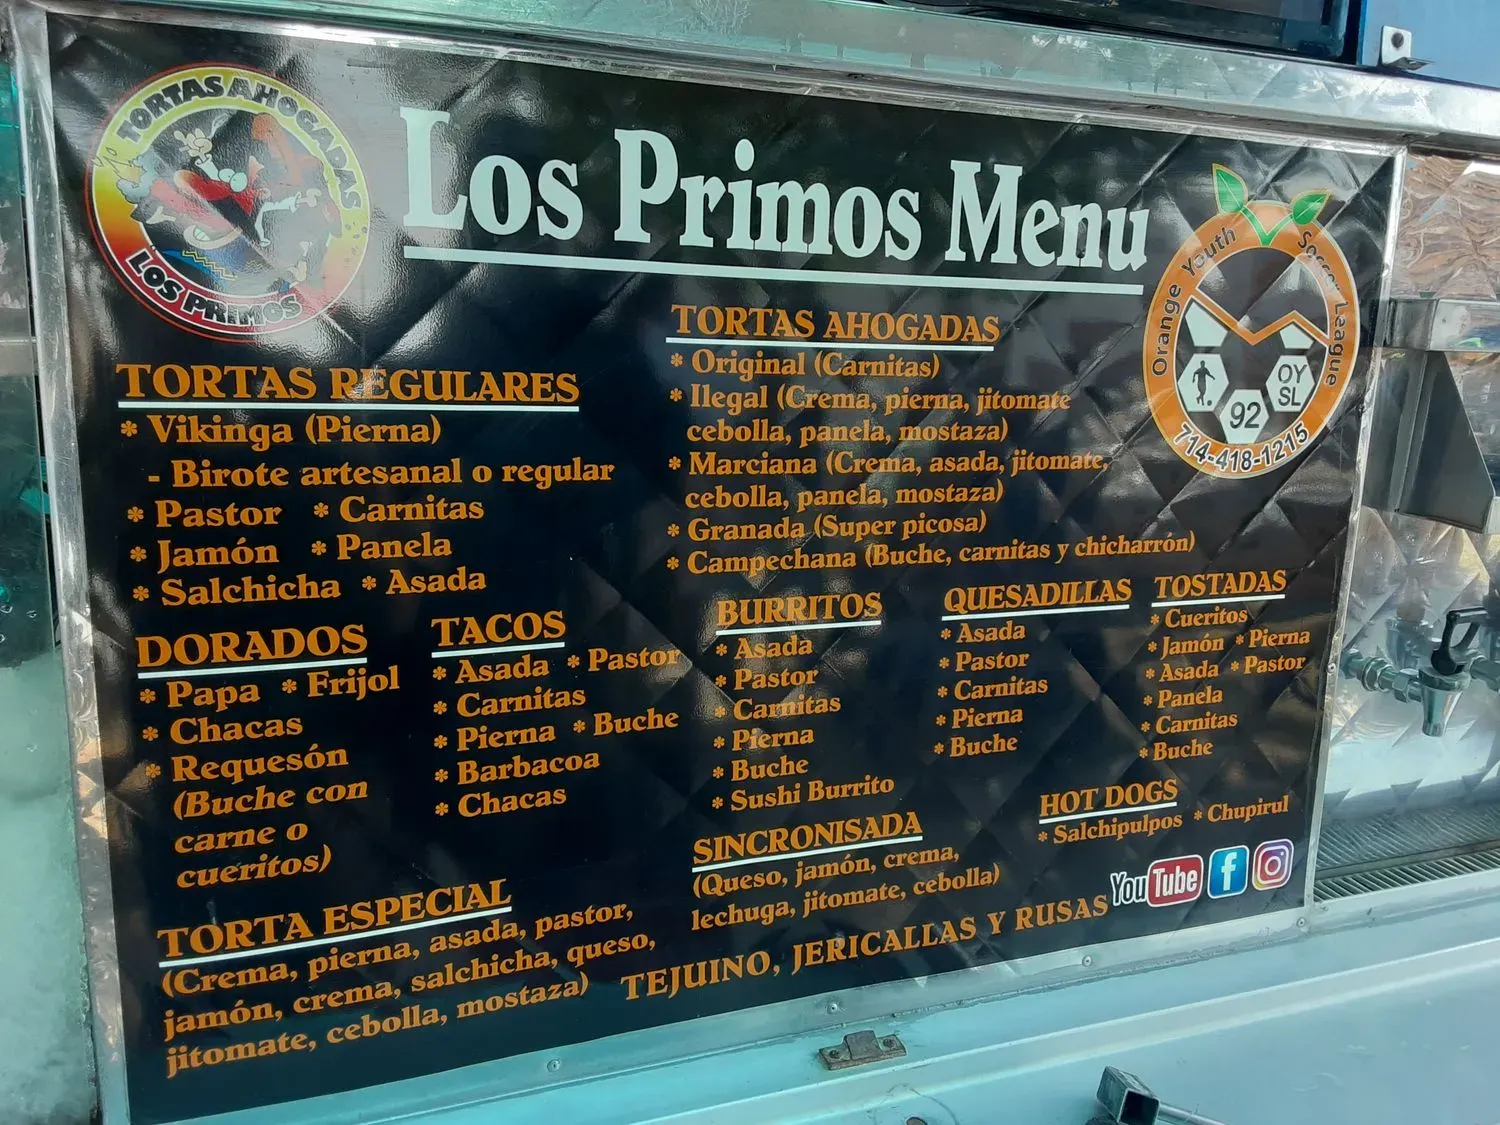 TORTAS AHOGADAS
LOS PRIMOS
Los Primos Menu
Orange Youth Soccer League
OY
SL
92
714-418-1215
TORTAS REGULARES
* Vikinga (Pierna)
- Birote artesanal o regular
* Pastor * Carnitas
* Jamón * Panela
* Salchicha * Asada
TORTAS AHOGADAS
* Original (Carnitas)
* Ilegal (Crema, pierna, jitomate
cebolla, panela, mostaza)
* Marciana (Crema, asada, jitomate,
cebolla, panela, mostaza)
* Granada (Super picosa)
* Campechana (Buche, carnitas y chicharrón)
DORADOS
* Papa * Frijol
* Chacas
* Requesón
(Buche con
carne o
cueritos)
TACOS
* Asada * Pastor
* Carnitas
* Pierna * Buche
* Barbacoa
* Chacas
BURRITOS
* Asada
* Pastor
* Carnitas
* Pierna
* Buche
* Sushi Burrito
QUESADILLAS
* Asada
* Pastor
* Carnitas
* Pierna
* Buche
TOSTADAS
* Cueritos
* Jamón * Pierna
* Asada * Pastor
* Panela
* Carnitas
* Buche
HOT DOGS
* Salchipulpos * Chupirul
SINCRONISADA
(Queso, jamón, crema,
lechuga, jitomate, cebolla)
TORTA ESPECIAL
(Crema, pierna, asada, pastor,
jamón, crema, salchicha, queso,
jitomate, cebolla, mostaza)
TEJUINO, JERICALLAS Y RUSAS
YouTube f